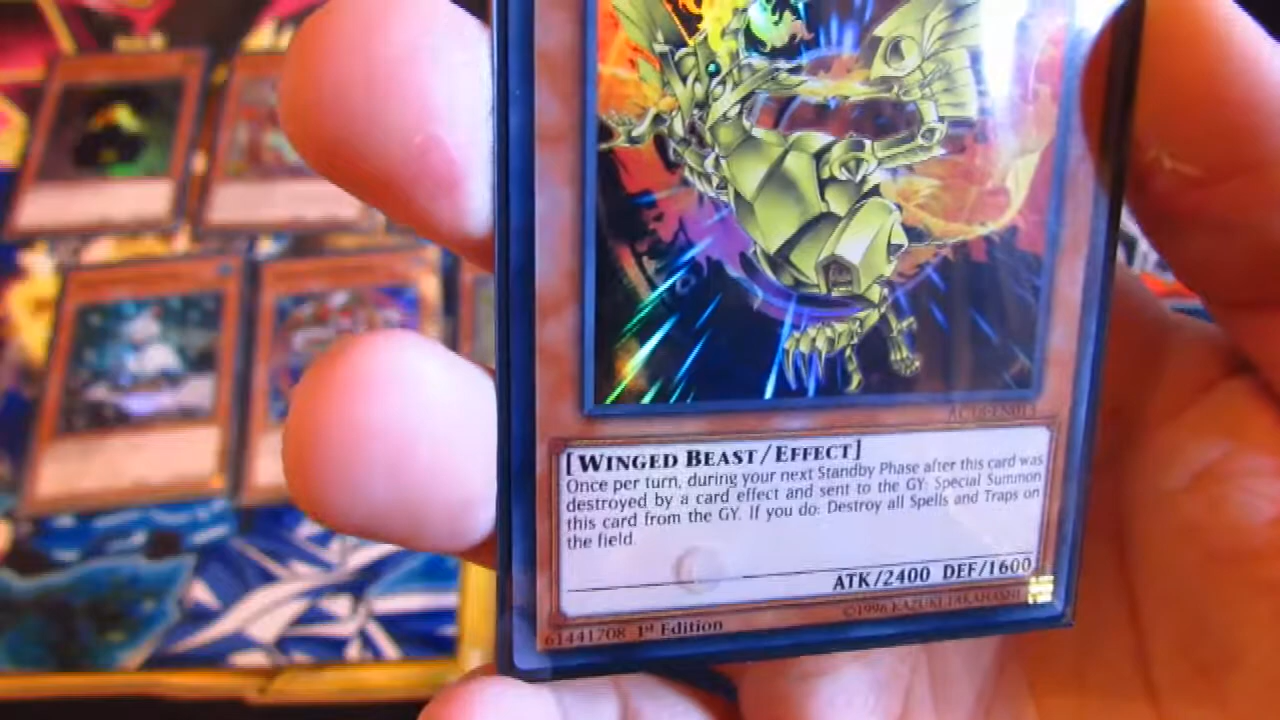 [WINGED BEAST/EFFECT]
Once per turn, during your next Standby Phase after this card was
destroyed by a card effect and sent to the GY: Special Summon
this card from the GY. If you do: Destroy all Spells and Traps on
the field.
ATK/2400 DEF/1600
©1996 KAZUKI TAKAHASHI
61441708 1st Edition